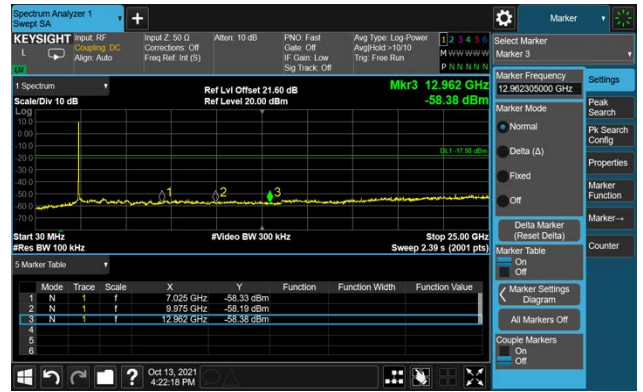 Spectrum Analyzer 1
Swept SA
Marker
KEYSIGHT
L
Input: RF
Coupling: DC
Align: Auto
Input Z: 50 Ω
Corrections: Off
Freq Ref: Int (S)
Atten: 10 dB
PNO: Fast
Gate: Off
IF Gain: Low
Sig Track: Off
Avg Type: Log-Power
Avg|Hold:>10/10
Trig: Free Run
1 2 3 4 5 6
M W W W W W
P N N N N N
Select Marker
Marker 3
1 Spectrum
Scale/Div 10 dB
Ref Lvl Offset 21.60 dB
Ref Level 20.00 dBm
Mkr3 12.962 GHz
-58.38 dBm
Log
10.0
0.00
-10.0
-20.0
-30.0
-40.0
-50.0
-60.0
-70.0
DL1 -17.98 dBm
1
2
3
Start 30 MHz
#Res BW 100 kHz
#Video BW 300 kHz
Stop 25.00 GHz
Sweep 2.39 s (2001 pts)
5 Marker Table
Mode Trace Scale X Y Function Function Width Function Value
1 N 1 f 7.025 GHz -58.33 dBm
2 N 1 f 9.975 GHz -58.19 dBm
3 N 1 f 12.962 GHz -58.38 dBm
4
5
6
Marker Frequency
12.962305000 GHz
Marker Mode
Normal
Delta (Δ)
Fixed
Off
Delta Marker
(Reset Delta)
Marker Table
On
Off
Marker Settings
Diagram
All Markers Off
Couple Markers
On
Off
Settings
Peak
Search
Pk Search
Config
Properties
Marker
Function
Marker→
Counter
Oct 13, 2021
4:22:18 PM